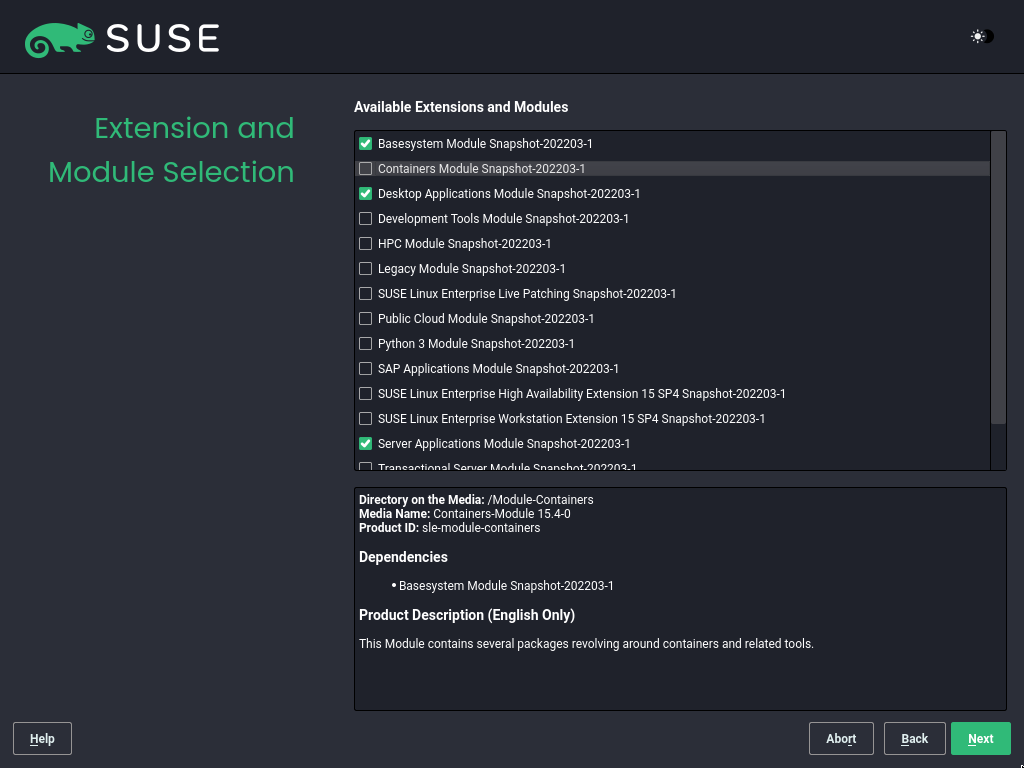 SUSE
Extension and
Module Selection
Available Extensions and Modules
Basesystem Module Snapshot-202203-1
Containers Module Snapshot-202203-1
Desktop Applications Module Snapshot-202203-1
Development Tools Module Snapshot-202203-1
HPC Module Snapshot-202203-1
Legacy Module Snapshot-202203-1
SUSE Linux Enterprise Live Patching Snapshot-202203-1
Public Cloud Module Snapshot-202203-1
Python 3 Module Snapshot-202203-1
SAP Applications Module Snapshot-202203-1
SUSE Linux Enterprise High Availability Extension 15 SP4 Snapshot-202203-1
SUSE Linux Enterprise Workstation Extension 15 SP4 Snapshot-202203-1
Server Applications Module Snapshot-202203-1
Transactional Server Module Snapshot-202203-1
Directory on the Media: /Module-Containers
Media Name: Containers-Module 15.4-0
Product ID: sle-module-containers
Dependencies
• Basesystem Module Snapshot-202203-1
Product Description (English Only)
This Module contains several packages revolving around containers and related tools.
Help
Abort
Back
Next